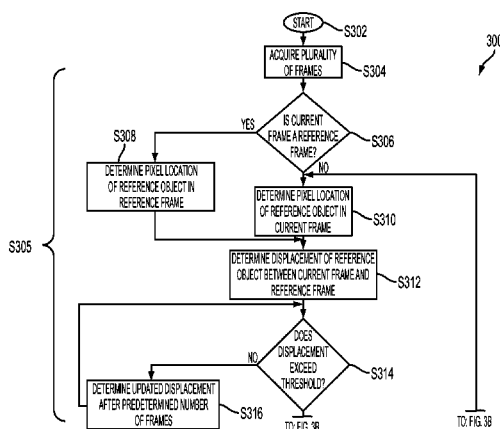 START
S302
ACQUIRE PLURALITY
OF FRAMES
S304
300
IS CURRENT
FRAME A REFERENCE
FRAME?
S306
YES
NO
S308
DETERMINE PIXEL LOCATION
OF REFERENCE OBJECT IN
REFERENCE FRAME
DETERMINE PIXEL LOCATION
OF REFERENCE OBJECT IN
CURRENT FRAME
S310
S305
DETERMINE DISPLACEMENT OF REFERENCE
OBJECT BETWEEN CURRENT FRAME AND
REFERENCE FRAME
S312
DOES
DISPLACEMENT
EXCEED
THRESHOLD?
S314
NO
DETERMINE UPDATED DISPLACEMENT
AFTER PREDETERMINED NUMBER
OF FRAMES
S316
TO: FIG. 3B
TO: FIG. 3B